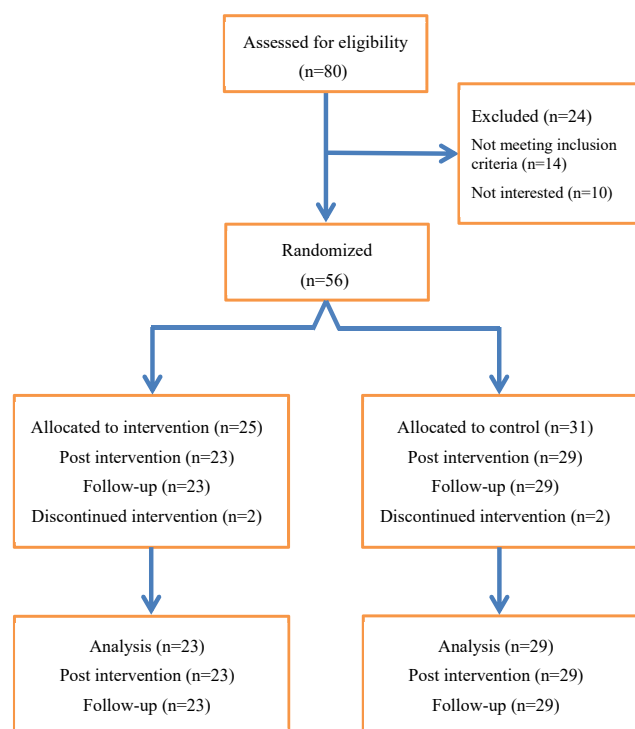 Assessed for eligibility
(n=80)
Excluded (n=24)
Not meeting inclusion
criteria (n=14)
Not interested (n=10)
Randomized
(n=56)
Allocated to intervention (n=25)
Post intervention (n=23)
Follow-up (n=23)
Discontinued intervention (n=2)
Allocated to control (n=31)
Post intervention (n=29)
Follow-up (n=29)
Discontinued intervention (n=2)
Analysis (n=23)
Post intervention (n=23)
Follow-up (n=23)
Analysis (n=29)
Post intervention (n=29)
Follow-up (n=29)